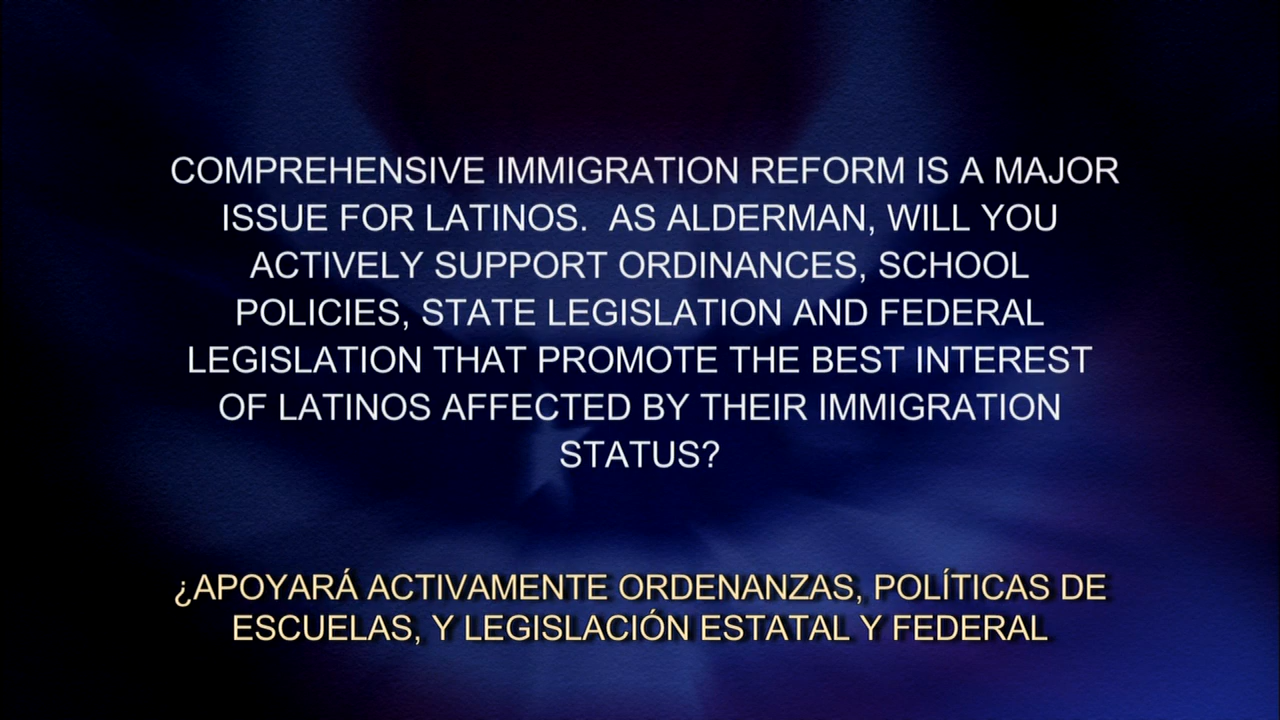 COMPREHENSIVE IMMIGRATION REFORM IS A MAJOR
ISSUE FOR LATINOS.  AS ALDERMAN, WILL YOU
ACTIVELY SUPPORT ORDINANCES, SCHOOL
POLICIES, STATE LEGISLATION AND FEDERAL
LEGISLATION THAT PROMOTE THE BEST INTEREST
OF LATINOS AFFECTED BY THEIR IMMIGRATION
STATUS?
¿APOYARÁ ACTIVAMENTE ORDENANZAS, POLÍTICAS DE
ESCUELAS, Y LEGISLACIÓN ESTATAL Y FEDERAL